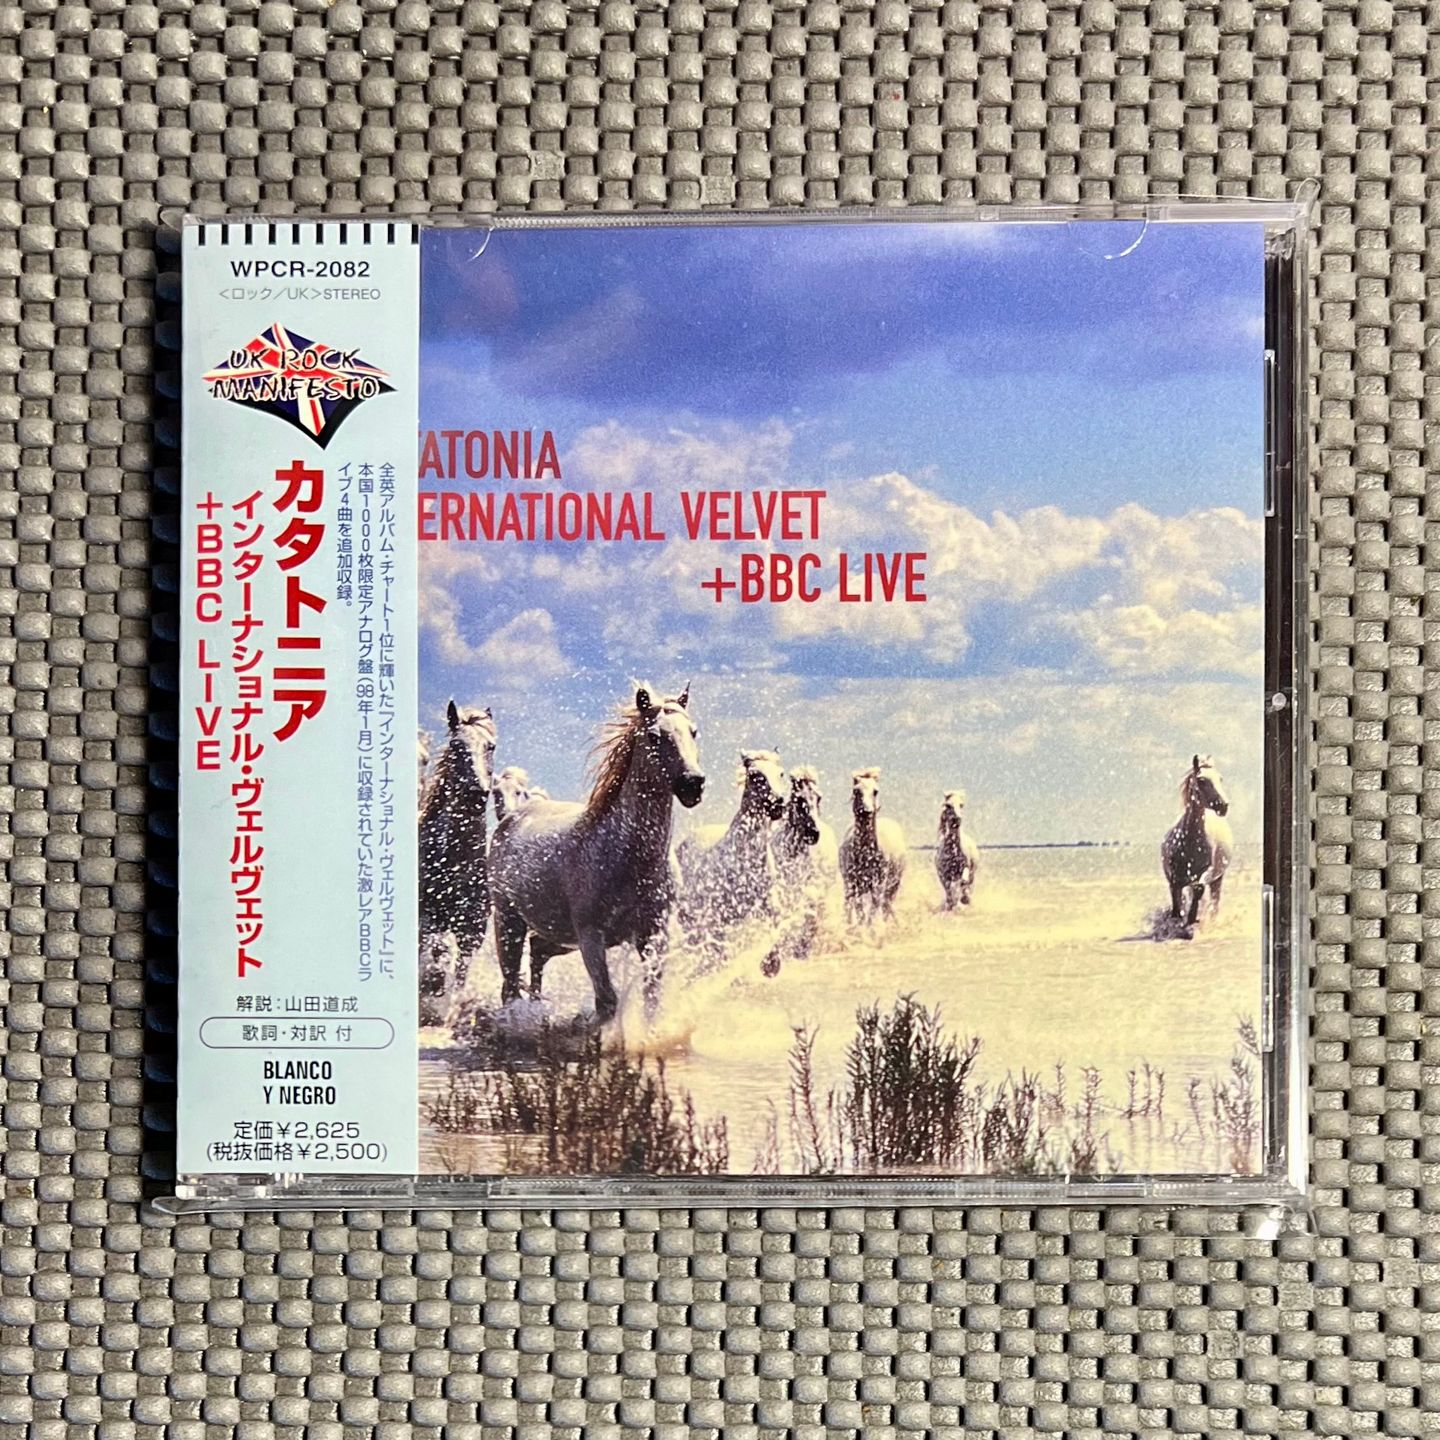 WPCR-2082
<ロック／UK>STEREO
UK ROCK
MANIFESTO
カタトニア
インターナショナル・ヴェルヴェット
+BBC LIVE
全英アルバム・チャート1位に輝いた『インターナショナル・ヴェルヴェット』に、
本国1000枚限定アナログ盤(98年1月)に収録されていた激レアBBCラ
イブ4曲を追加収録。
解説：山田道成
歌詞・対訳 付
BLANCO
Y NEGRO
定価￥2,625
(税抜価格￥2,500)
TATONIA
ERNATIONAL VELVET
+BBC LIVE